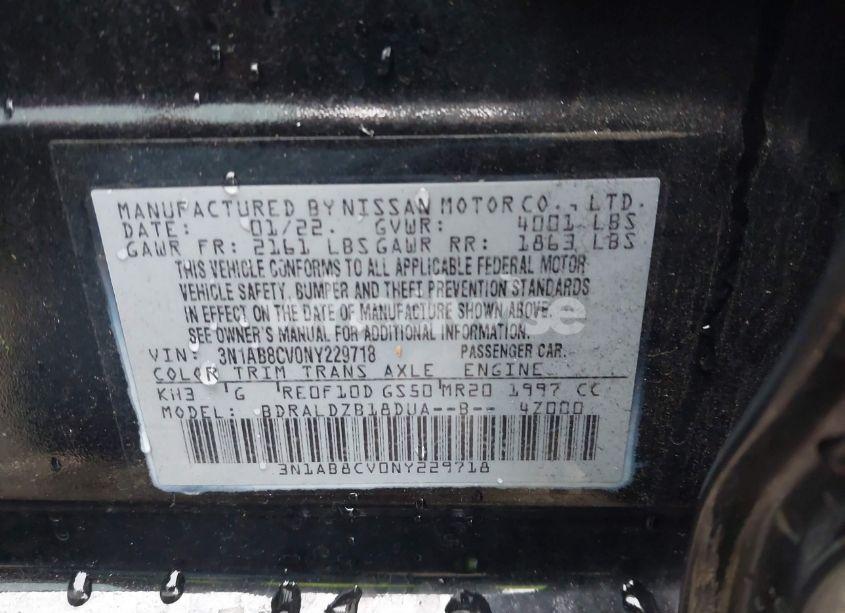 MANUFACTURED BY NISSAN MOTOR CO., LTD.
DATE: 01/22. GVWR: 4001 LBS
GAWR FR: 2161 LBS GAWR RR: 1863 LBS
THIS VEHICLE CONFORMS TO ALL APPLICABLE FEDERAL MOTOR
VEHICLE SAFETY, BUMPER AND THEFT PREVENTION STANDARDS
IN EFFECT ON THE DATE OF MANUFACTURE SHOWN ABOVE.
SEE OWNER'S MANUAL FOR ADDITIONAL INFORMATION.
VIN: 3N1AB8CV0NY229718 PASSENGER CAR.
COLOR TRIM TRANS AXLE ENGINE
KH3 G RE0F10D GS50 MR20 1997 CC
MODEL: BDRALDZB18DUA--B-- 4Z000
3N1AB8CV0NY229718